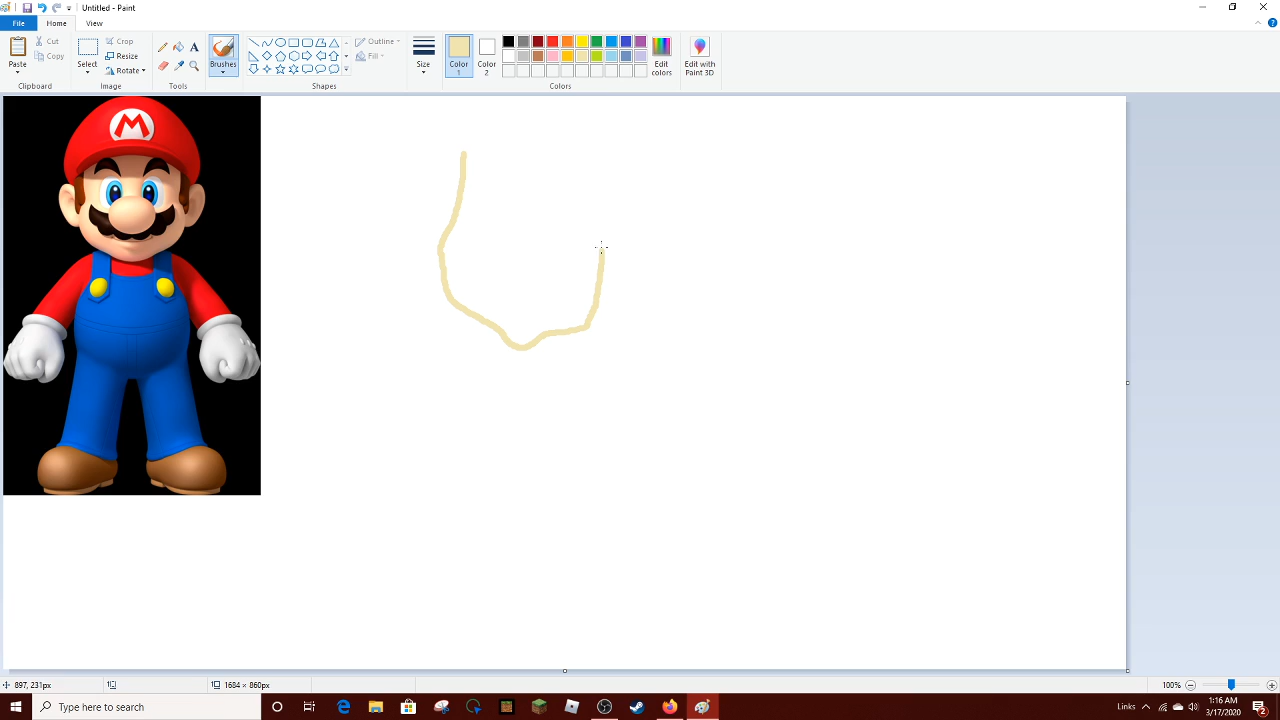 Untitled - Paint
File Home View
Paste
Cut
Copy
Clipboard
Select
Crop
Resize
Rotate
Image
A
Tools
Brushes
Outline
Fill
Shapes
Size
Color 1
Color 2
Edit colors
Colors
Edit with Paint 3D
M
897, 231px
1684 × 860px
100%
Type here to search
Links
1:16 AM
3/17/2020
2